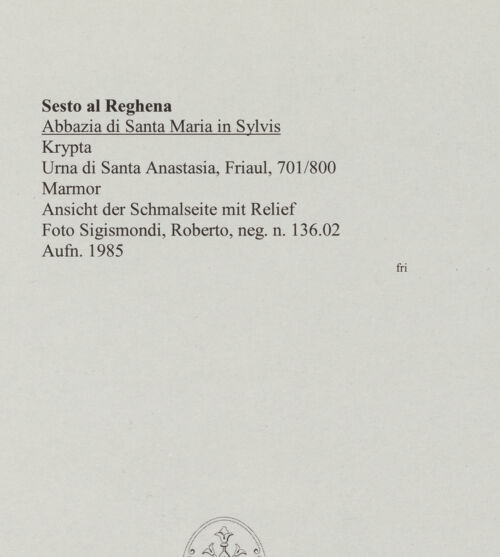 Sesto al Reghena
Abbazia di Santa Maria in Sylvis
Krypta
Urna di Santa Anastasia, Friaul, 701/800
Marmor
Ansicht der Schmalseite mit Relief
Foto Sigismondi, Roberto, neg. n. 136.02
Aufn. 1985
fri